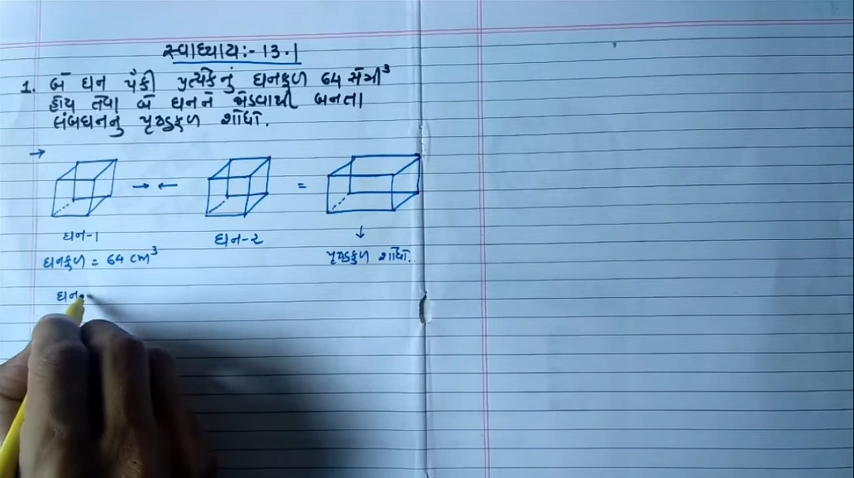 સ્વાધ્યાય:- 13.1
1. બે ઘન પૈકી પ્રત્યેકનું ઘનફળ 64 સેમી³
હોય તેવા બે ઘનને જોડવાથી બનતા
લંબઘનનું પૃષ્ઠફળ શોધો.
→
→ ← =
ઘન-1 ઘન-2 ↓
ઘનફળ = 64 cm³ પૃષ્ઠફળ શોધો.
ઘન